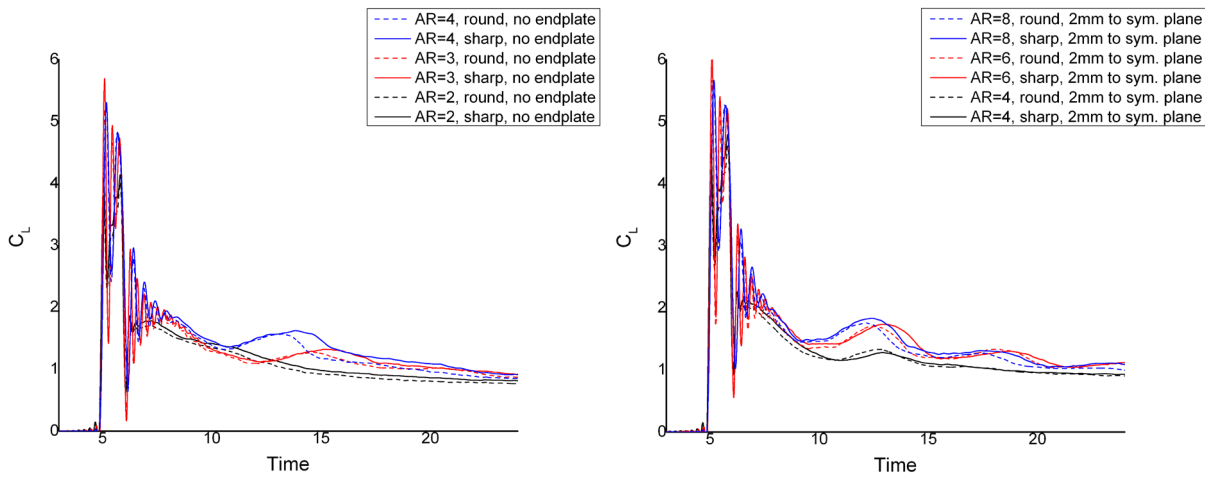 AR=4, round, no endplate
AR=4, sharp, no endplate
AR=3, round, no endplate
AR=3, sharp, no endplate
AR=2, round, no endplate
AR=2, sharp, no endplate
6
5
4
3
2
1
0
C_L
5
10
15
20
Time
AR=8, round, 2mm to sym. plane
AR=8, sharp, 2mm to sym. plane
AR=6, round, 2mm to sym. plane
AR=6, sharp, 2mm to sym. plane
AR=4, round, 2mm to sym. plane
AR=4, sharp, 2mm to sym. plane
6
5
4
3
2
1
0
C_L
5
10
15
20
Time